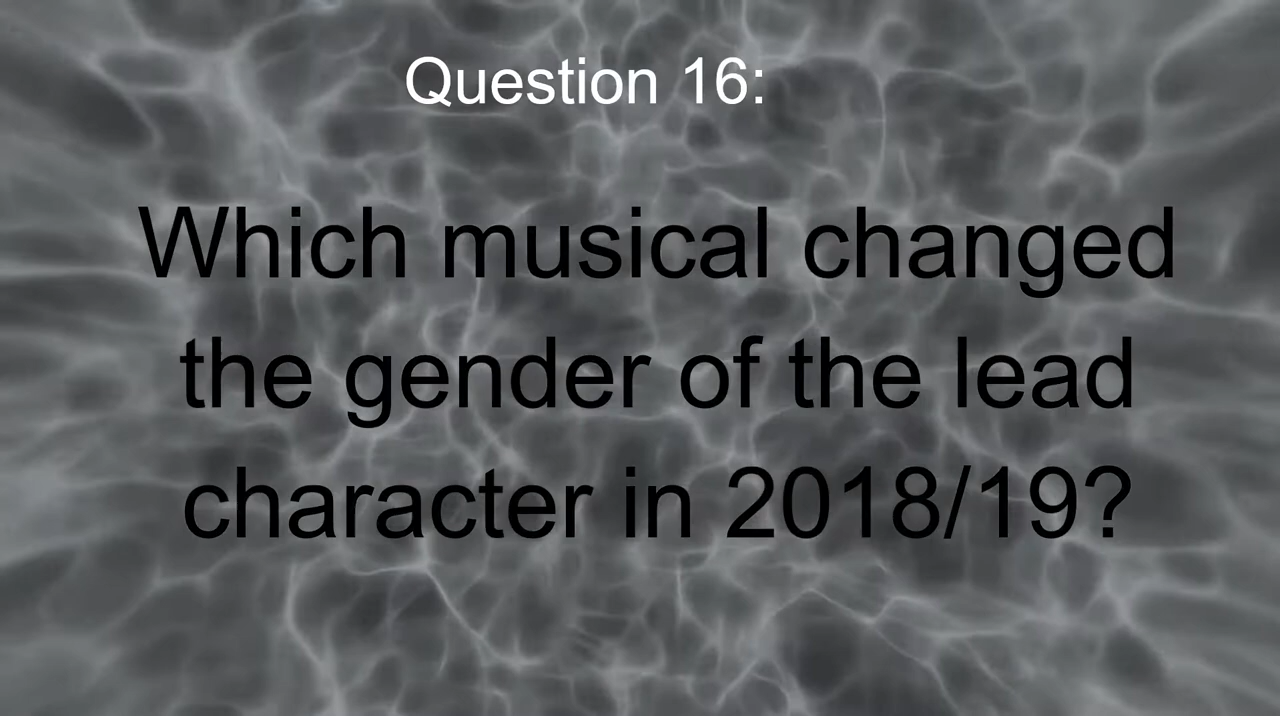 Question 16:
Which musical changed
the gender of the lead
character in 2018/19?